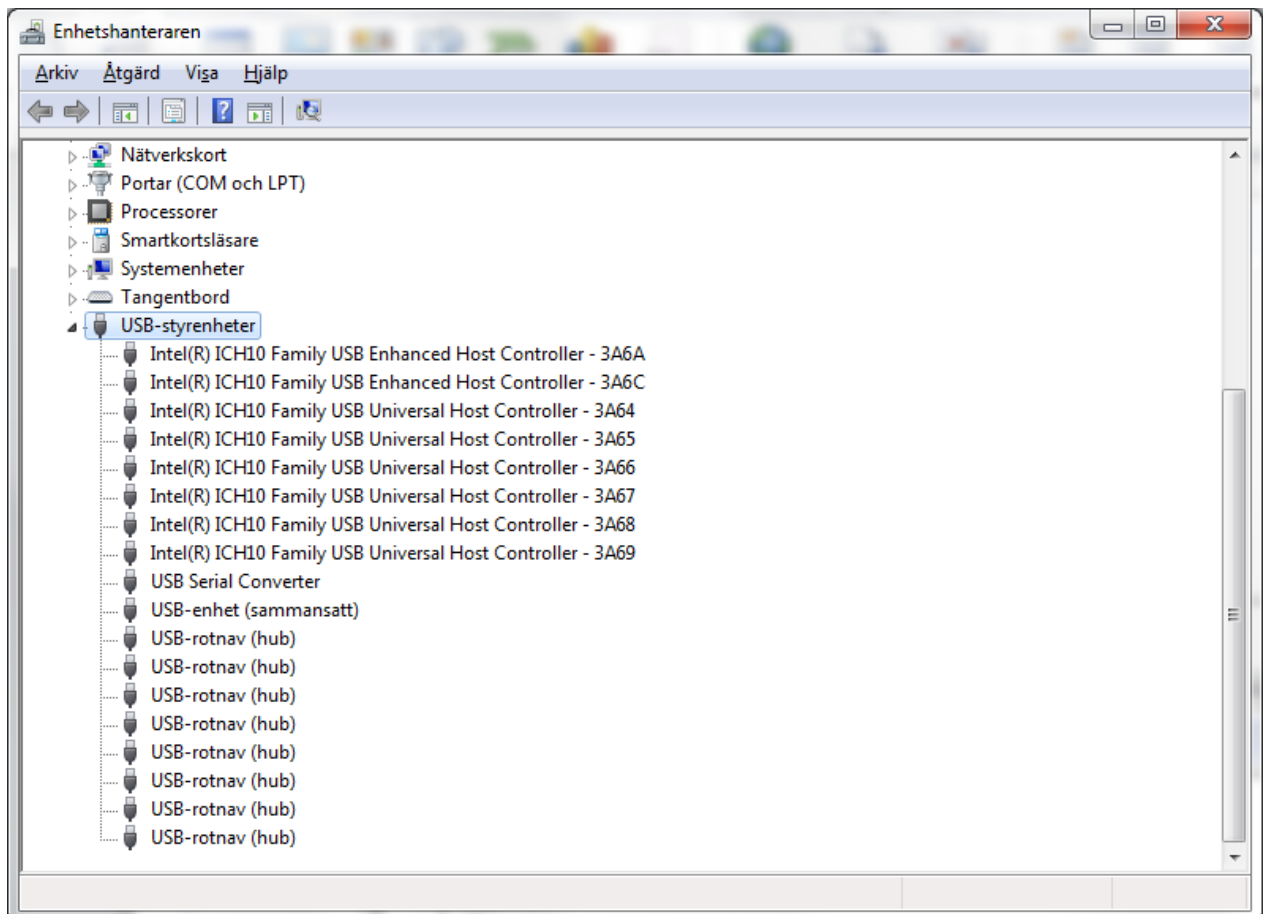 Enhetshanteraren
Arkiv Åtgärd Visa Hjälp
Nätverkskort
Portar (COM och LPT)
Processorer
Smartkortsläsare
Systemenheter
Tangentbord
USB-styrenheter
Intel(R) ICH10 Family USB Enhanced Host Controller - 3A6A
Intel(R) ICH10 Family USB Enhanced Host Controller - 3A6C
Intel(R) ICH10 Family USB Universal Host Controller - 3A64
Intel(R) ICH10 Family USB Universal Host Controller - 3A65
Intel(R) ICH10 Family USB Universal Host Controller - 3A66
Intel(R) ICH10 Family USB Universal Host Controller - 3A67
Intel(R) ICH10 Family USB Universal Host Controller - 3A68
Intel(R) ICH10 Family USB Universal Host Controller - 3A69
USB Serial Converter
USB-enhet (sammansatt)
USB-rotnav (hub)
USB-rotnav (hub)
USB-rotnav (hub)
USB-rotnav (hub)
USB-rotnav (hub)
USB-rotnav (hub)
USB-rotnav (hub)
USB-rotnav (hub)